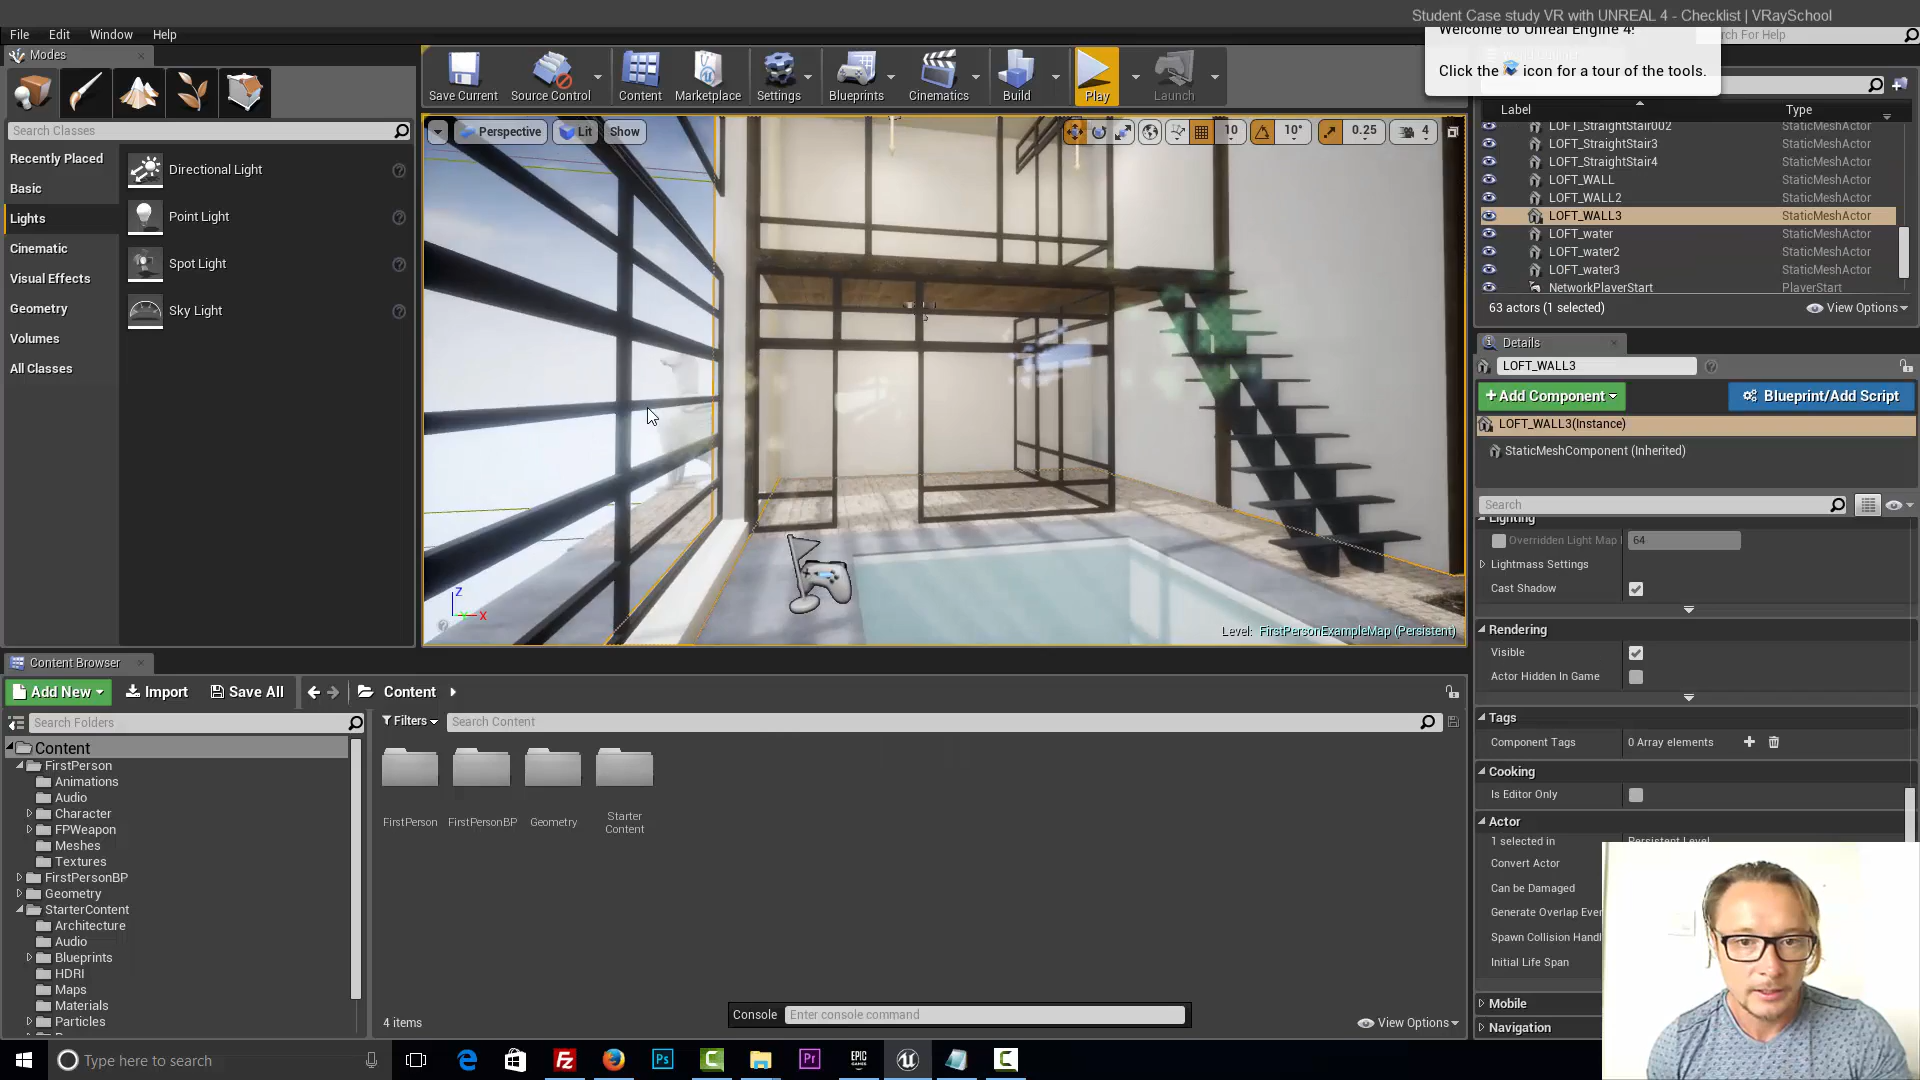 Student Case study VR with UNREAL 4 - Checklist | VRaySchool
File Edit Window Help
Welcome to Unreal Engine 4!
Click the icon for a tour of the tools.
Search For Help
Modes
Search Classes
Recently Placed
Basic
Lights
Cinematic
Visual Effects
Geometry
Volumes
All Classes
Directional Light
Point Light
Spot Light
Sky Light
Save Current
Source Control
Content
Marketplace
Settings
Blueprints
Cinematics
Build
Play
Launch
Perspective Lit Show
10 10° 0.25 4
Z
X
Level: FirstPersonExampleMap (Persistent)
Label Type
LOFT_StraightStair002 StaticMeshActor
LOFT_StraightStair3 StaticMeshActor
LOFT_StraightStair4 StaticMeshActor
LOFT_WALL StaticMeshActor
LOFT_WALL2 StaticMeshActor
LOFT_WALL3 StaticMeshActor
LOFT_water StaticMeshActor
LOFT_water2 StaticMeshActor
LOFT_water3 StaticMeshActor
NetworkPlayerStart PlayerStart
63 actors (1 selected) View Options
Details
LOFT_WALL3
+ Add Component Blueprint/Add Script
LOFT_WALL3(Instance)
StaticMeshComponent (Inherited)
Search
Lighting
Overridden Light Map 64
Lightmass Settings
Cast Shadow
Rendering
Visible
Actor Hidden In Game
Tags
Component Tags 0 Array elements
Cooking
Is Editor Only
Actor
1 selected in Persistent Level
Convert Actor
Can be Damaged
Generate Overlap Eve
Spawn Collision Handl
Initial Life Span
Mobile
Navigation
Content Browser
Add New Import Save All Content
Search Folders
Filters Search Content
Content
FirstPerson
Animations
Audio
Character
FPWeapon
Meshes
Textures
FirstPersonBP
Geometry
StarterContent
Architecture
Audio
Blueprints
HDRI
Maps
Materials
Particles
FirstPerson
FirstPersonBP
Geometry
Starter
Content
4 items
Console Enter console command
View Options
Type here to search
Ps
Pr
EPIC
GAMES